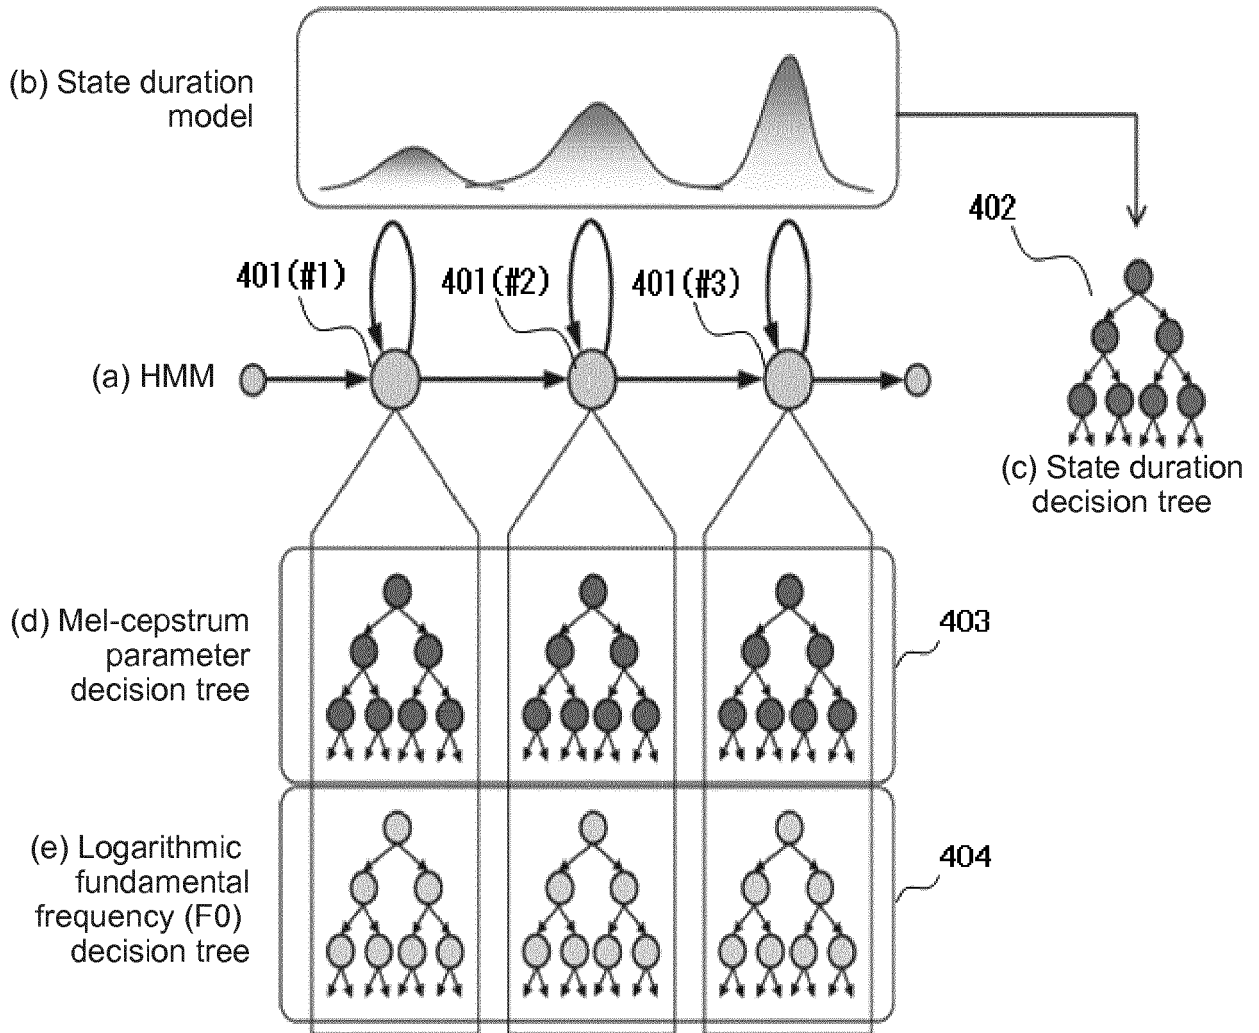 (b) State duration
model
402
401(#1)
401(#2)
401(#3)
(a) HMM
(c) State duration
decision tree
(d) Mel-cepstrum
parameter
decision tree
403
(e) Logarithmic
fundamental
frequency (F0)
decision tree
404